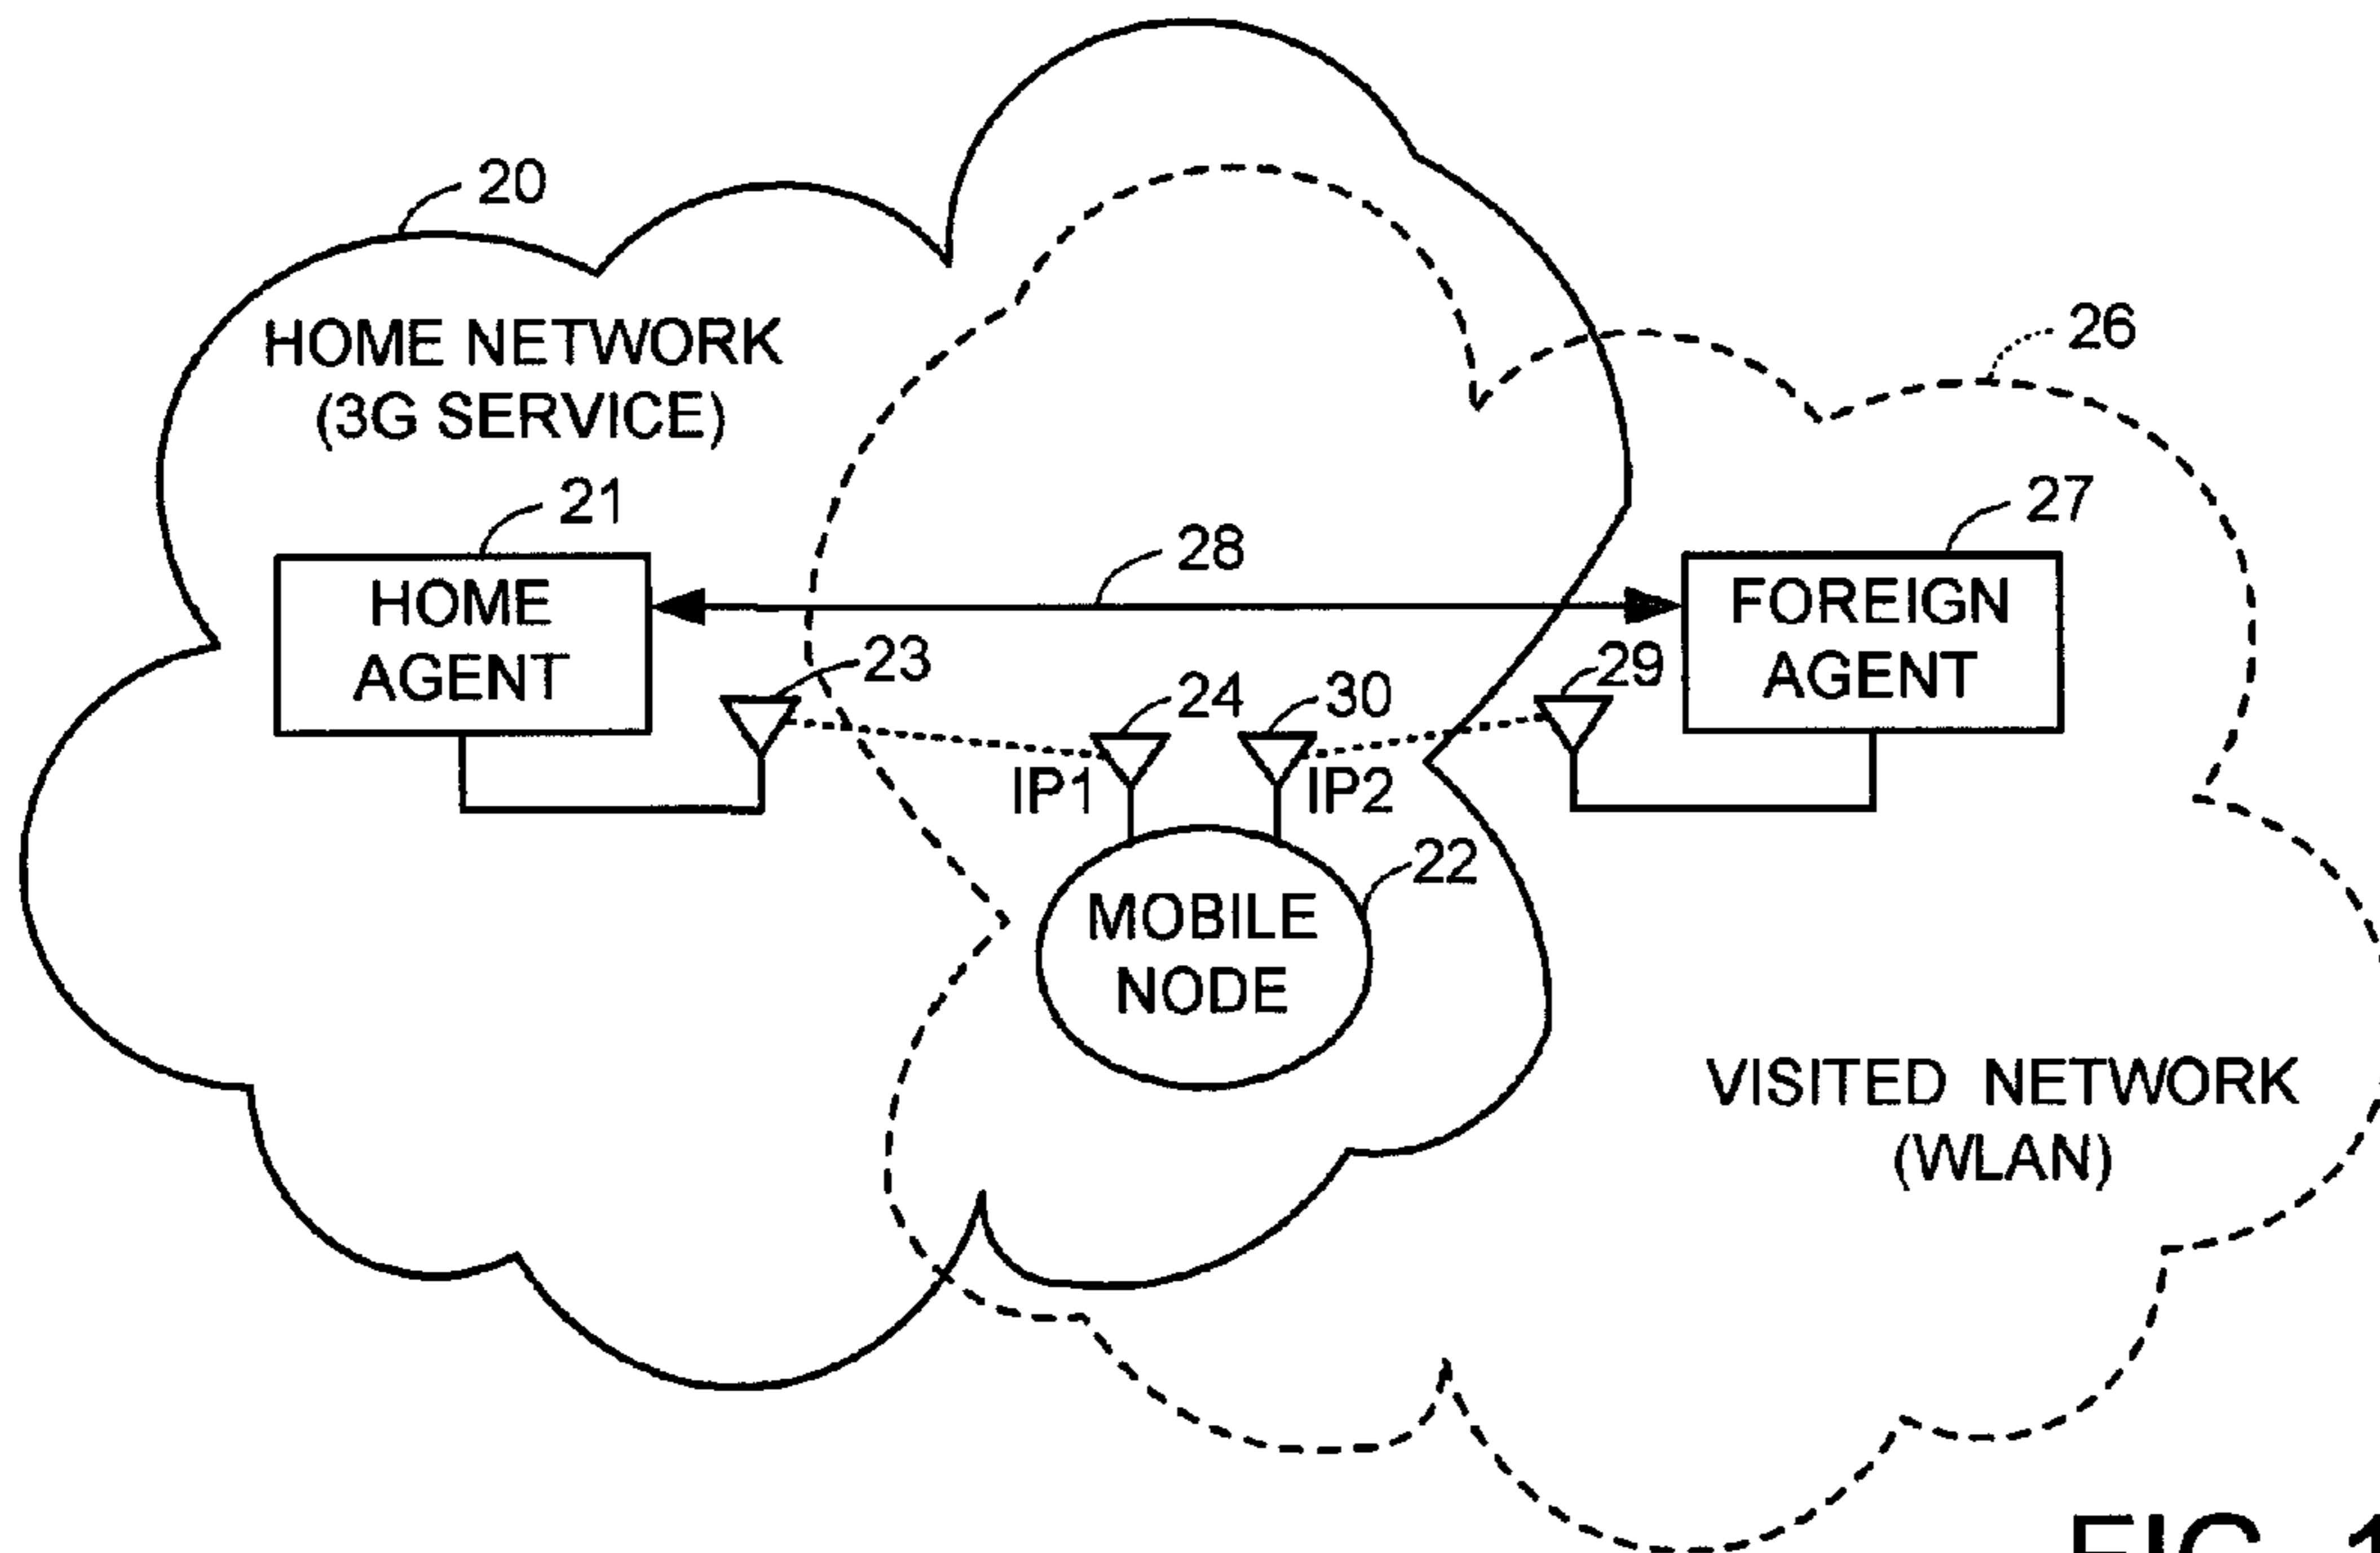 20
HOME NETWORK
(3G SERVICE)
26
21
28
27
HOME
AGENT
FOREIGN
AGENT
23
24
30
29
IP1
IP2
22
MOBILE
NODE
VISITED NETWORK
(WLAN)